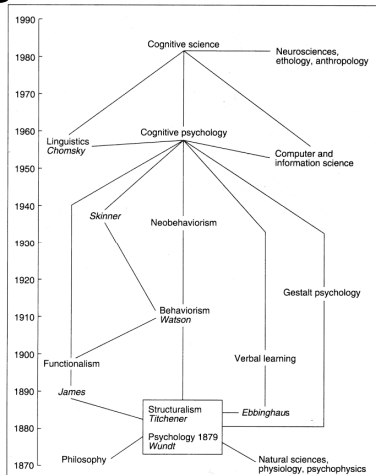 1990
1980
1970
1960
1950
1940
1930
1920
1910
1900
1890
1880
1870
Cognitive science
Neurosciences,
ethology, anthropology
Linguistics
Chomsky
Cognitive psychology
Computer and
information science
Skinner
Neobehaviorism
Gestalt psychology
Behaviorism
Watson
Functionalism
Verbal learning
James
Structuralism
Titchener
Ebbinghaus
Psychology 1879
Wundt
Philosophy
Natural sciences,
physiology, psychophysics